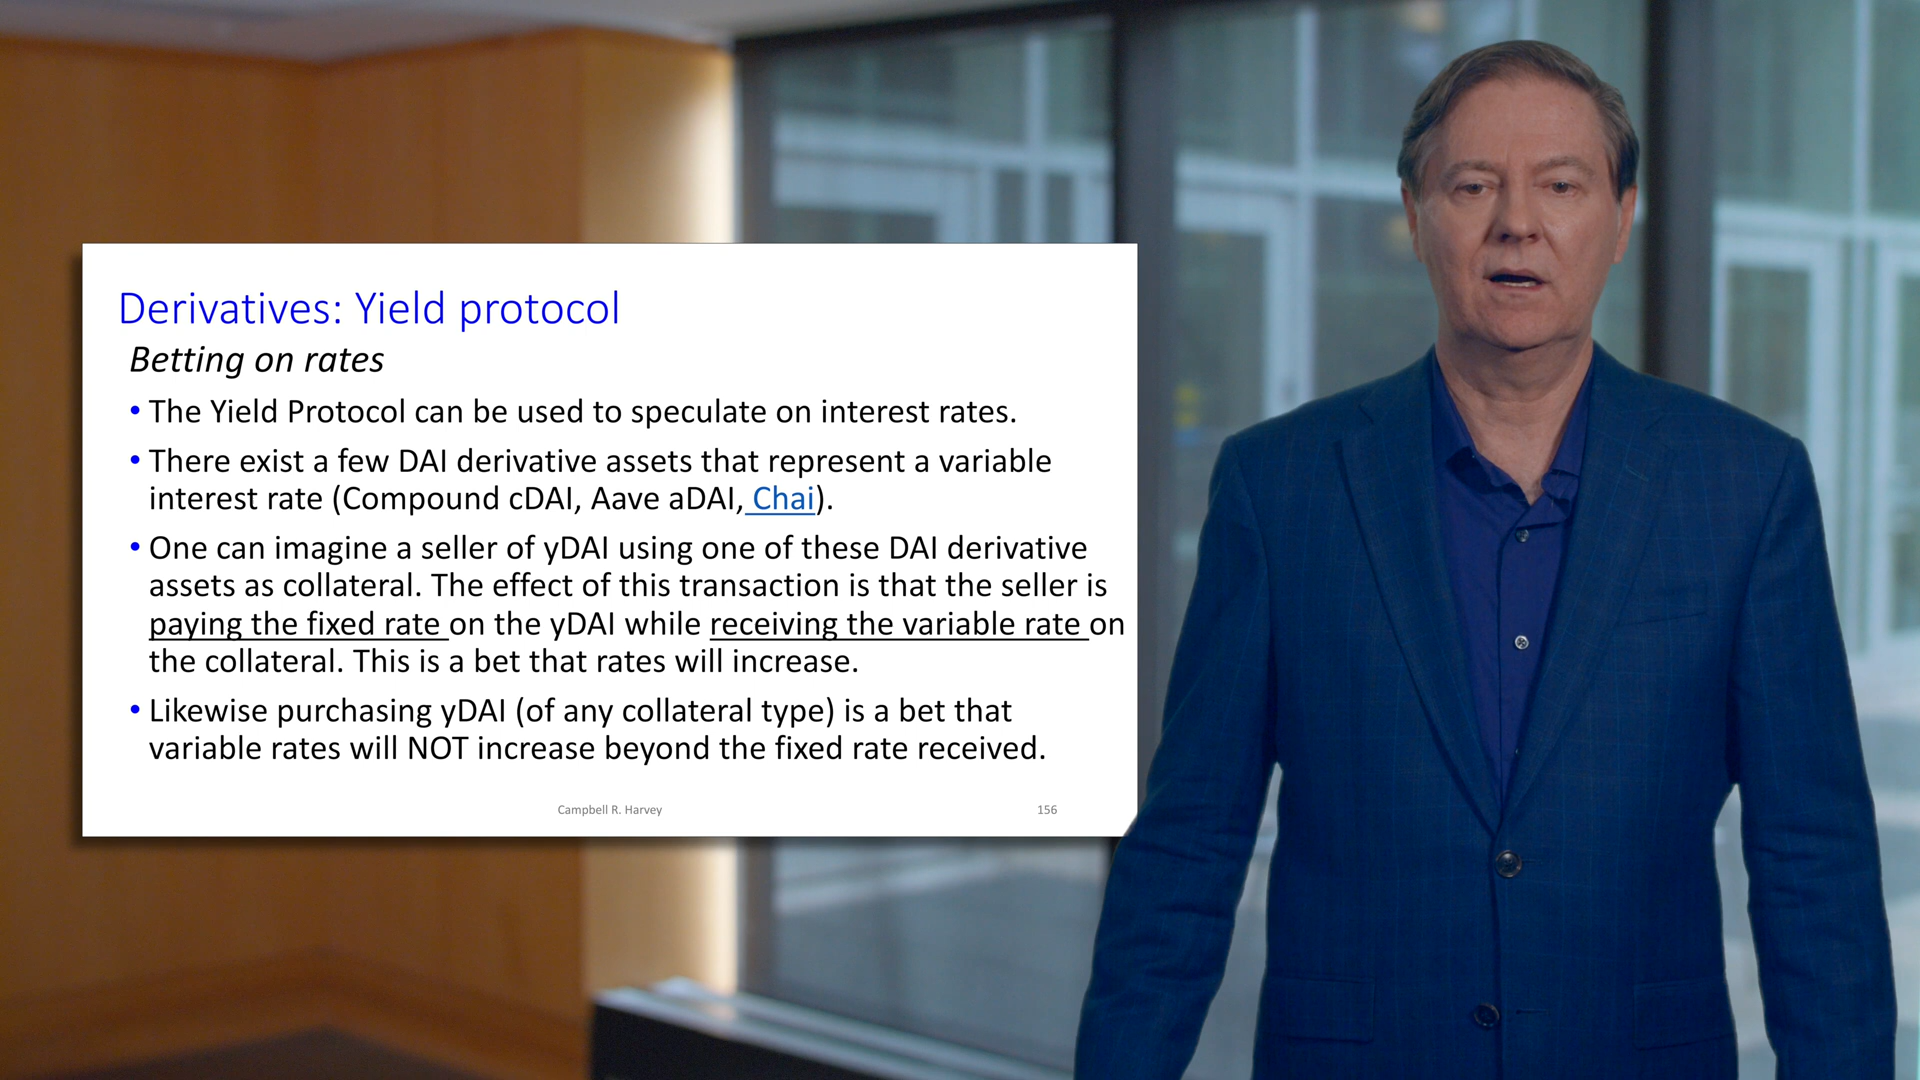 Derivatives: Yield protocol
Betting on rates
• The Yield Protocol can be used to speculate on interest rates.
• There exist a few DAI derivative assets that represent a variable
interest rate (Compound cDAI, Aave aDAI, Chai).
• One can imagine a seller of yDAI using one of these DAI derivative
assets as collateral. The effect of this transaction is that the seller is
paying the fixed rate on the yDAI while receiving the variable rate on
the collateral. This is a bet that rates will increase.
• Likewise purchasing yDAI (of any collateral type) is a bet that
variable rates will NOT increase beyond the fixed rate received.
Campbell R. Harvey
156